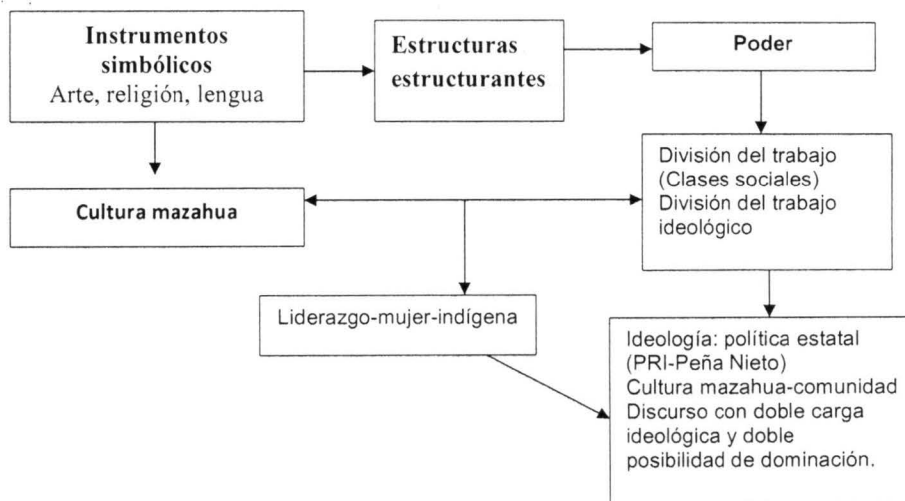 Instrumentos
simbólicos
Arte, religión, lengua
Estructuras
estructurantes
Poder
División del trabajo
(Clases sociales)
División del trabajo
ideológico
Cultura mazahua
Liderazgo-mujer-indígena
Ideología: política estatal
(PRI-Peña Nieto)
Cultura mazahua-comunidad
Discurso con doble carga
ideológica y doble
posibilidad de dominación.